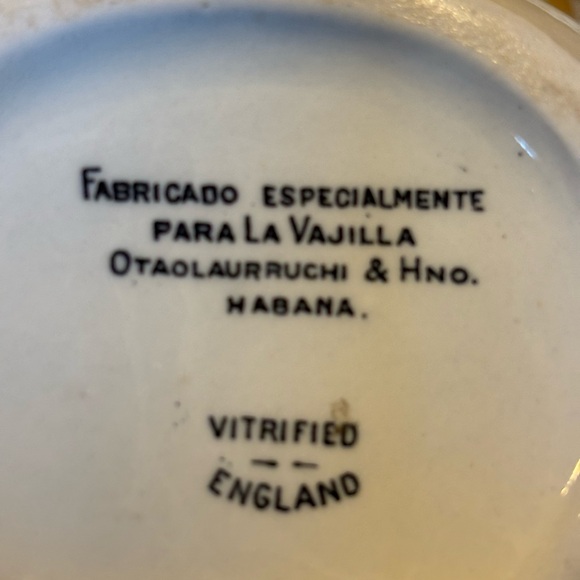 FABRICADO ESPECIALMENTE
PARA LA VAJILLA
OTAOLAURRUCHI & HNO.
HABANA.
VITRIFIED
ENGLAND